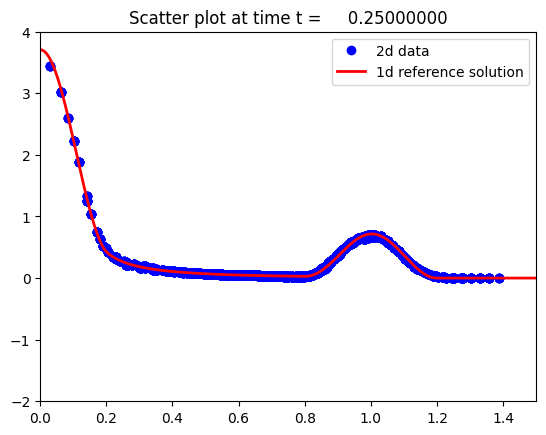 Scatter plot at time t =     0.25000000
2d data
1d reference solution
4
3
2
1
0
−1
−2
0.0 0.2 0.4 0.6 0.8 1.0 1.2 1.4